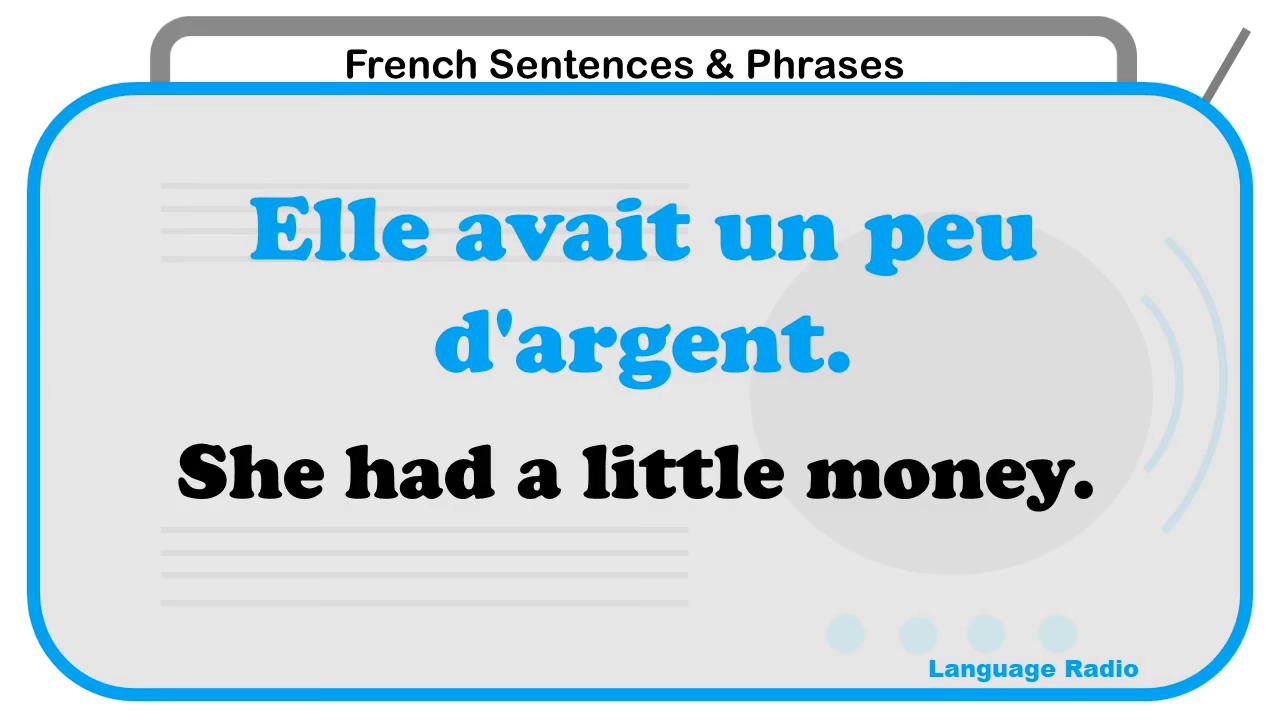 French Sentences & Phrases
Elle avait un peu
d'argent.
She had a little money.
Language Radio